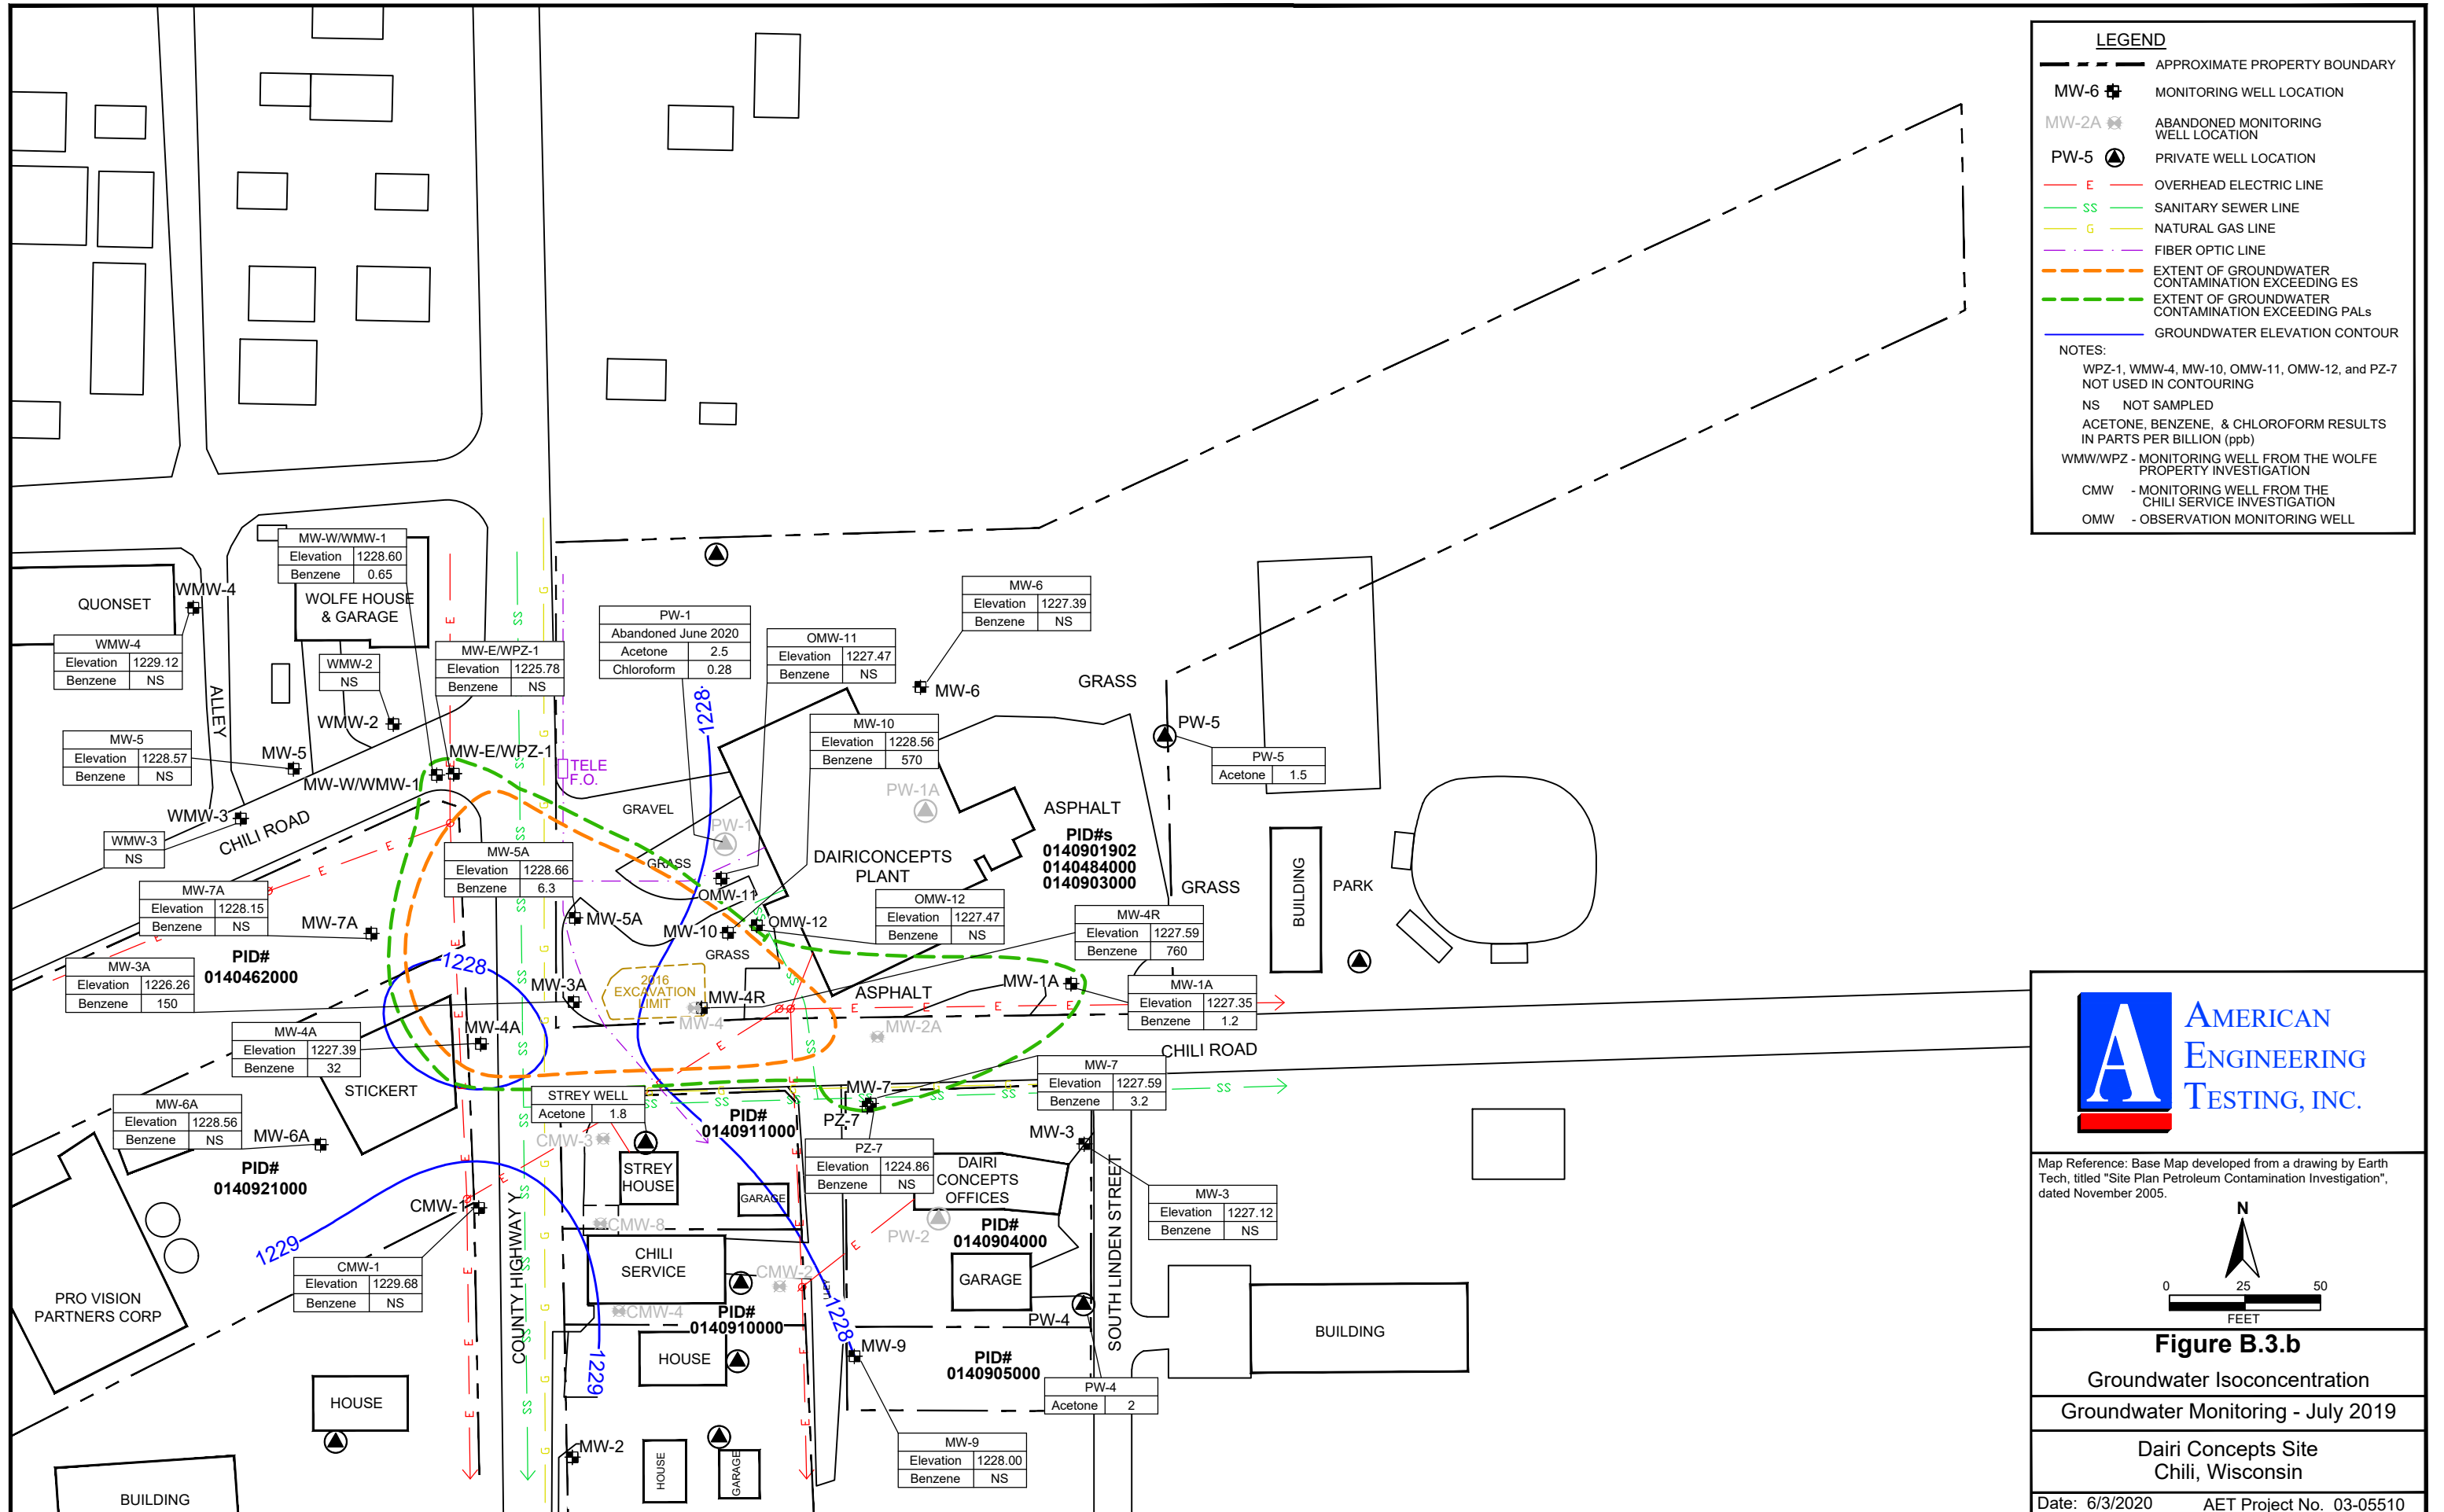 LEGEND
APPROXIMATE PROPERTY BOUNDARY
MW-6 MONITORING WELL LOCATION
MW-2A ABANDONED MONITORING
WELL LOCATION
PW-5 PRIVATE WELL LOCATION
E OVERHEAD ELECTRIC LINE
SS SANITARY SEWER LINE
G NATURAL GAS LINE
FIBER OPTIC LINE
EXTENT OF GROUNDWATER
CONTAMINATION EXCEEDING ES
EXTENT OF GROUNDWATER
CONTAMINATION EXCEEDING PALs
GROUNDWATER ELEVATION CONTOUR
NOTES:
WPZ-1, WMW-4, MW-10, OMW-11, OMW-12, and PZ-7
NOT USED IN CONTOURING
NS NOT SAMPLED
ACETONE, BENZENE, & CHLOROFORM RESULTS
IN PARTS PER BILLION (ppb)
WMW/WPZ - MONITORING WELL FROM THE WOLFE
PROPERTY INVESTIGATION
CMW - MONITORING WELL FROM THE
CHILI SERVICE INVESTIGATION
OMW - OBSERVATION MONITORING WELL
MW-W/WMW-1
Elevation 1228.60
Benzene 0.65
QUONSET
WMW-4
WOLFE HOUSE
& GARAGE
WMW-4
Elevation 1229.12
Benzene NS
WMW-2
NS
MW-E/WPZ-1
Elevation 1225.78
Benzene NS
PW-1
Abandoned June 2020
Acetone 2.5
Chloroform 0.28
OMW-11
Elevation 1227.47
Benzene NS
MW-6
Elevation 1227.39
Benzene NS
MW-6
GRASS
ALLEY
WMW-2
1228
MW-5
Elevation 1228.57
Benzene NS
MW-5
MW-E/WPZ-1
MW-W/WMW-1
TELE
F.O.
MW-10
Elevation 1228.56
Benzene 570
PW-5
PW-5
Acetone 1.5
PW-1A
GRAVEL
PW-1
ASPHALT
PID#s
0140901902
0140484000
0140903000
WMW-3
CHILI ROAD
WMW-3
NS
MW-5A
Elevation 1228.66
Benzene 6.3
GRASS
DAIRICONCEPTS
PLANT
BUILDING
PARK
GRASS
MW-7A
Elevation 1228.15
Benzene NS
MW-7A
OMW-11
OMW-12
Elevation 1227.47
Benzene NS
MW-4R
Elevation 1227.59
Benzene 760
MW-5A
MW-10
OMW-12
GRASS
PID#
0140462000
1228
MW-3A
Elevation 1226.26
Benzene 150
MW-3A
2016
EXCAVATION
LIMIT
MW-4R
MW-4
ASPHALT
MW-2A
MW-1A
MW-1A
Elevation 1227.35
Benzene 1.2
MW-4A
Elevation 1227.39
Benzene 32
MW-4A
CHILI ROAD
STICKERT
STREY WELL
Acetone 1.8
MW-7
PZ-7
MW-7
Elevation 1227.59
Benzene 3.2
MW-6A
Elevation 1228.56
Benzene NS
MW-6A
CMW-3
PID#
0140911000
MW-3
PID#
0140921000
STREY
HOUSE
GARAGE
PZ-7
Elevation 1224.86
Benzene NS
DAIRI
CONCEPTS
OFFICES
MW-3
Elevation 1227.12
Benzene NS
CMW-1
CMW-8
PW-2
PID#
0140904000
SOUTH LINDEN STREET
1229
COUNTY HIGHWAY Y
CHILI
SERVICE
CMW-2
GARAGE
CMW-1
Elevation 1229.68
Benzene NS
CMW-4
PID#
0140910000
1228
PW-4
BUILDING
PRO VISION
PARTNERS CORP
HOUSE
1229
MW-9
PID#
0140905000
PW-4
Acetone 2
HOUSE
MW-2
HOUSE
GARAGE
MW-9
Elevation 1228.00
Benzene NS
BUILDING
A
AMERICAN
ENGINEERING
TESTING, INC.
Map Reference: Base Map developed from a drawing by Earth
Tech, titled "Site Plan Petroleum Contamination Investigation",
dated November 2005.
N
0 25 50
FEET
Figure B.3.b
Groundwater Isoconcentration
Groundwater Monitoring - July 2019
Dairi Concepts Site
Chili, Wisconsin
Date: 6/3/2020 AET Project No. 03-05510